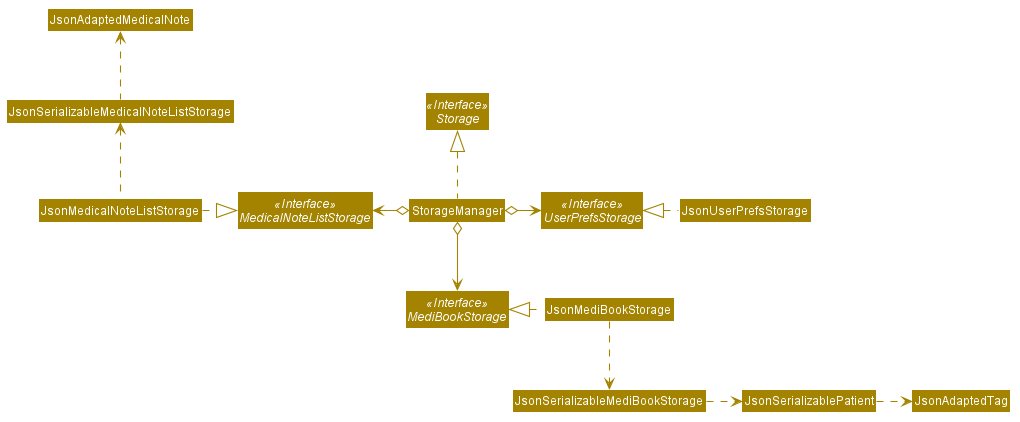 JsonAdaptedMedicalNote
JsonSerializableMedicalNoteListStorage
«Interface»
Storage
JsonMedicalNoteListStorage
«Interface»
MedicalNoteListStorage
StorageManager
«Interface»
UserPrefsStorage
JsonUserPrefsStorage
«Interface»
MediBookStorage
JsonMediBookStorage
JsonSerializableMediBookStorage
JsonSerializablePatient
JsonAdaptedTag